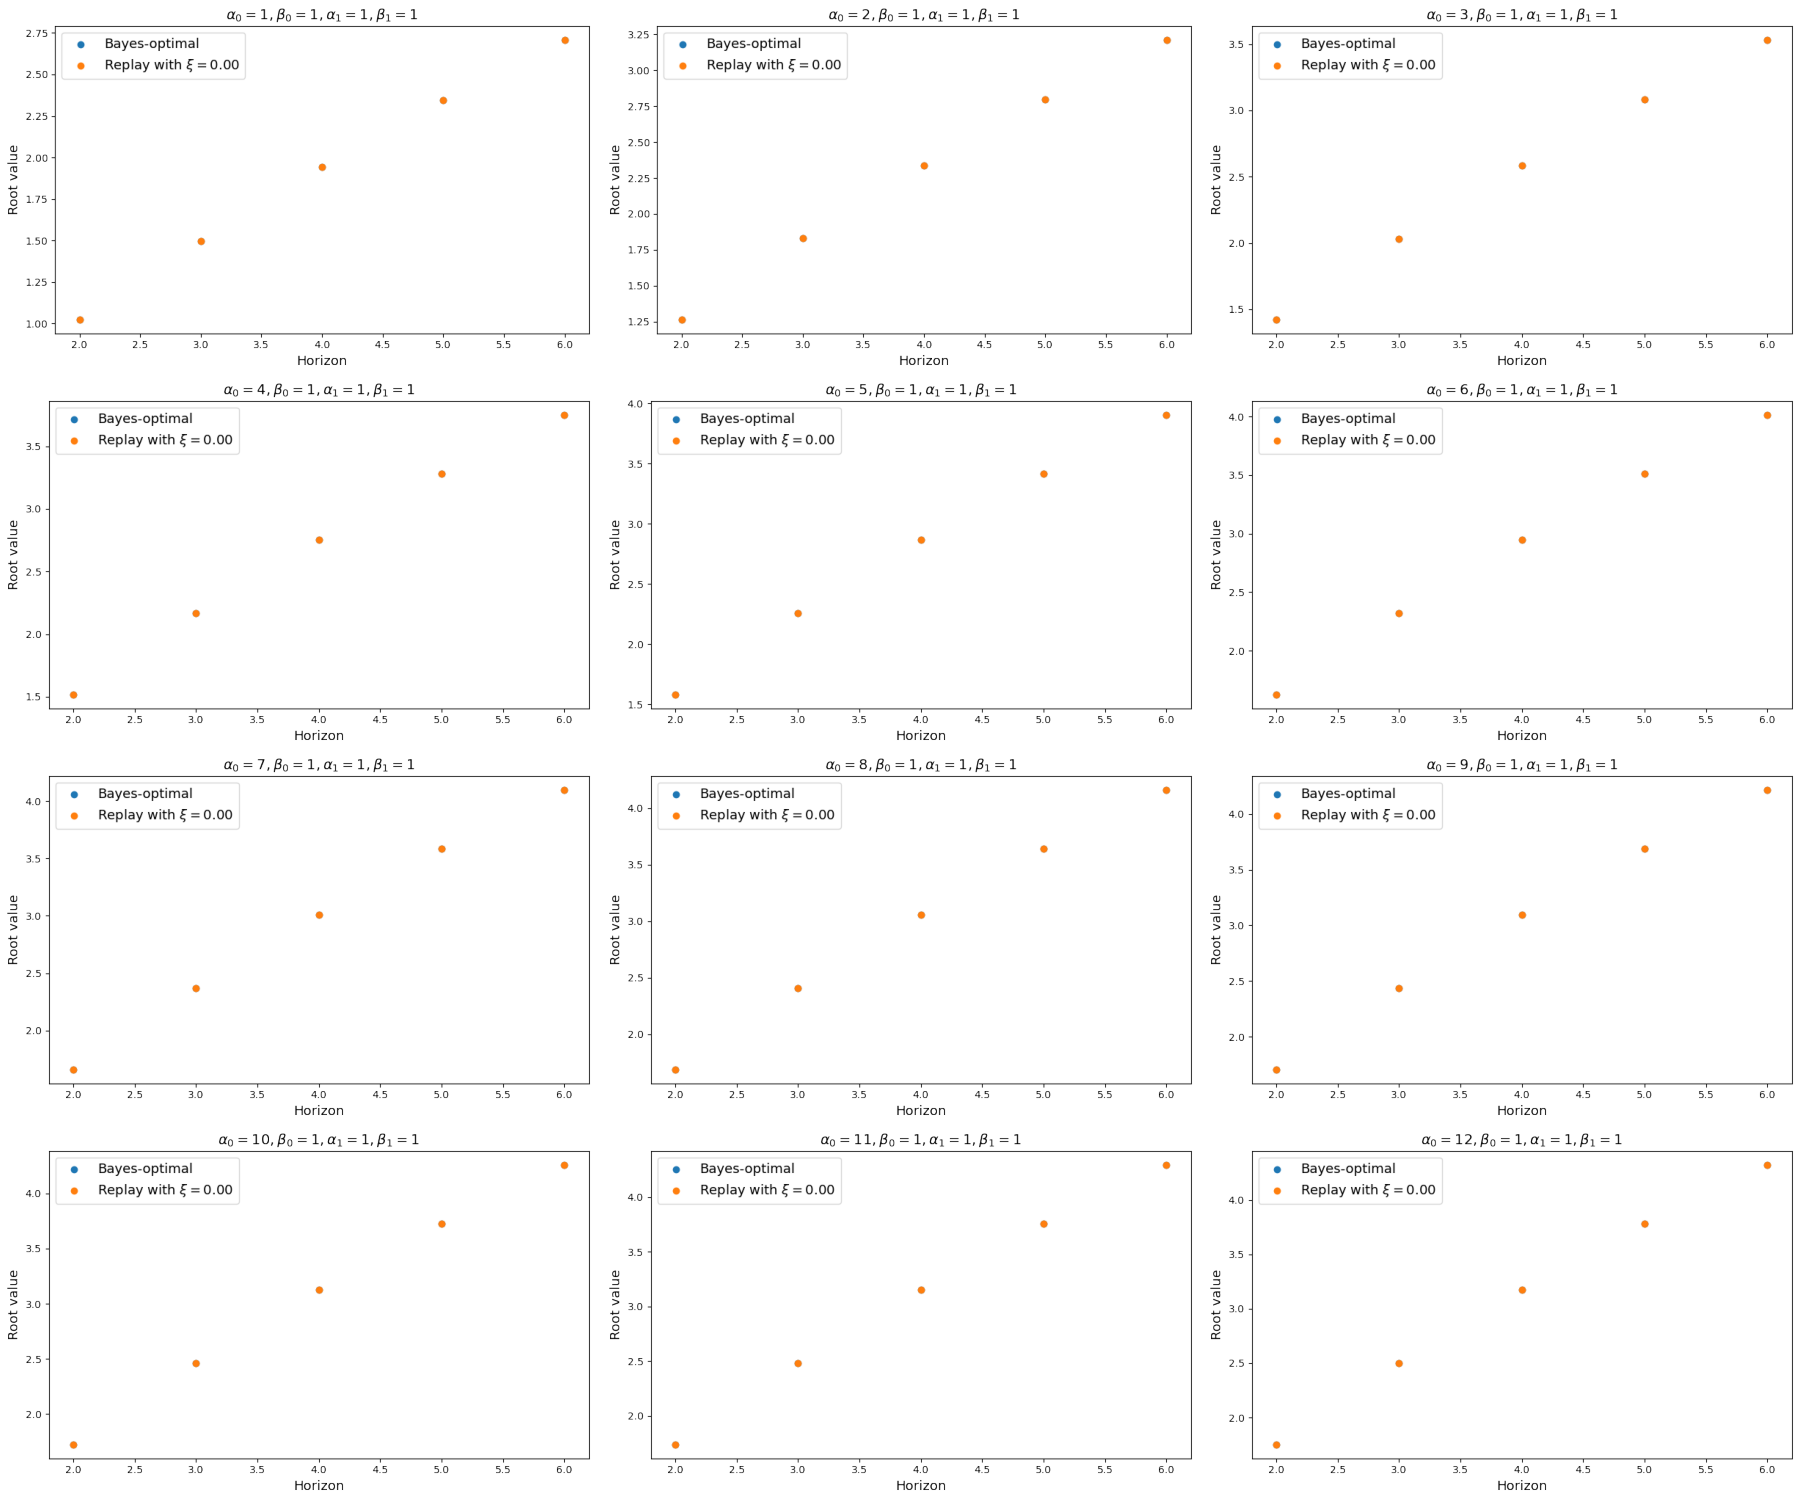 α₀ = 1, β₀ = 1, α₁ = 1, β₁ = 1
Bayes-optimal
Replay with ξ = 0.00
Root value
2.75
2.50
2.25
2.00
1.75
1.50
1.25
1.00
2.0 2.5 3.0 3.5 4.0 4.5 5.0 5.5 6.0
Horizon
α₀ = 2, β₀ = 1, α₁ = 1, β₁ = 1
Bayes-optimal
Replay with ξ = 0.00
Root value
3.25
3.00
2.75
2.50
2.25
2.00
1.75
1.50
1.25
2.0 2.5 3.0 3.5 4.0 4.5 5.0 5.5 6.0
Horizon
α₀ = 3, β₀ = 1, α₁ = 1, β₁ = 1
Bayes-optimal
Replay with ξ = 0.00
Root value
3.5
3.0
2.5
2.0
1.5
2.0 2.5 3.0 3.5 4.0 4.5 5.0 5.5 6.0
Horizon
α₀ = 4, β₀ = 1, α₁ = 1, β₁ = 1
Bayes-optimal
Replay with ξ = 0.00
Root value
3.5
3.0
2.5
2.0
1.5
2.0 2.5 3.0 3.5 4.0 4.5 5.0 5.5 6.0
Horizon
α₀ = 5, β₀ = 1, α₁ = 1, β₁ = 1
Bayes-optimal
Replay with ξ = 0.00
Root value
4.0
3.5
3.0
2.5
2.0
1.5
2.0 2.5 3.0 3.5 4.0 4.5 5.0 5.5 6.0
Horizon
α₀ = 6, β₀ = 1, α₁ = 1, β₁ = 1
Bayes-optimal
Replay with ξ = 0.00
Root value
4.0
3.5
3.0
2.5
2.0
2.0 2.5 3.0 3.5 4.0 4.5 5.0 5.5 6.0
Horizon
α₀ = 7, β₀ = 1, α₁ = 1, β₁ = 1
Bayes-optimal
Replay with ξ = 0.00
Root value
4.0
3.5
3.0
2.5
2.0
2.0 2.5 3.0 3.5 4.0 4.5 5.0 5.5 6.0
Horizon
α₀ = 8, β₀ = 1, α₁ = 1, β₁ = 1
Bayes-optimal
Replay with ξ = 0.00
Root value
4.0
3.5
3.0
2.5
2.0
2.0 2.5 3.0 3.5 4.0 4.5 5.0 5.5 6.0
Horizon
α₀ = 9, β₀ = 1, α₁ = 1, β₁ = 1
Bayes-optimal
Replay with ξ = 0.00
Root value
4.0
3.5
3.0
2.5
2.0
2.0 2.5 3.0 3.5 4.0 4.5 5.0 5.5 6.0
Horizon
α₀ = 10, β₀ = 1, α₁ = 1, β₁ = 1
Bayes-optimal
Replay with ξ = 0.00
Root value
4.0
3.5
3.0
2.5
2.0
2.0 2.5 3.0 3.5 4.0 4.5 5.0 5.5 6.0
Horizon
α₀ = 11, β₀ = 1, α₁ = 1, β₁ = 1
Bayes-optimal
Replay with ξ = 0.00
Root value
4.0
3.5
3.0
2.5
2.0
2.0 2.5 3.0 3.5 4.0 4.5 5.0 5.5 6.0
Horizon
α₀ = 12, β₀ = 1, α₁ = 1, β₁ = 1
Bayes-optimal
Replay with ξ = 0.00
Root value
4.0
3.5
3.0
2.5
2.0
2.0 2.5 3.0 3.5 4.0 4.5 5.0 5.5 6.0
Horizon